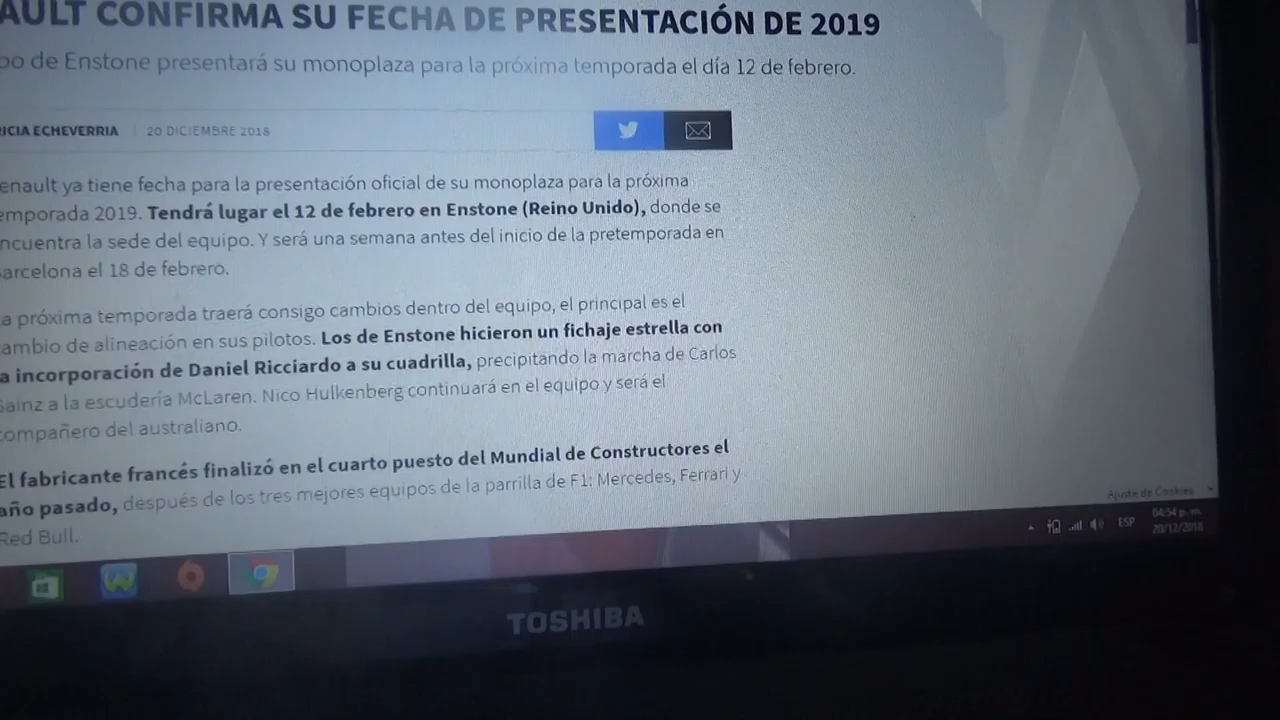 AULT CONFIRMA SU FECHA DE PRESENTACIÓN DE 2019
po de Enstone presentará su monoplaza para la próxima temporada el día 12 de febrero.
ICIA ECHEVERRIA | 20 DICIEMBRE 2018
enault ya tiene fecha para la presentación oficial de su monoplaza para la próxima
emporada 2019. Tendrá lugar el 12 de febrero en Enstone (Reino Unido), donde se
ncuentra la sede del equipo. Y será una semana antes del inicio de la pretemporada en
arcelona el 18 de febrero.
a próxima temporada traerá consigo cambios dentro del equipo, el principal es el
ambio de alineación en sus pilotos. Los de Enstone hicieron un fichaje estrella con
a incorporación de Daniel Ricciardo a su cuadrilla, precipitando la marcha de Carlos
Sainz a la escudería McLaren. Nico Hulkenberg continuará en el equipo y será el
compañero del australiano.
El fabricante francés finalizó en el cuarto puesto del Mundial de Constructores el
año pasado, después de los tres mejores equipos de la parrilla de F1: Mercedes, Ferrari y
Red Bull.
Ajuste de Cookies
ESP
04:54 p. m.
20/12/2018
TOSHIBA